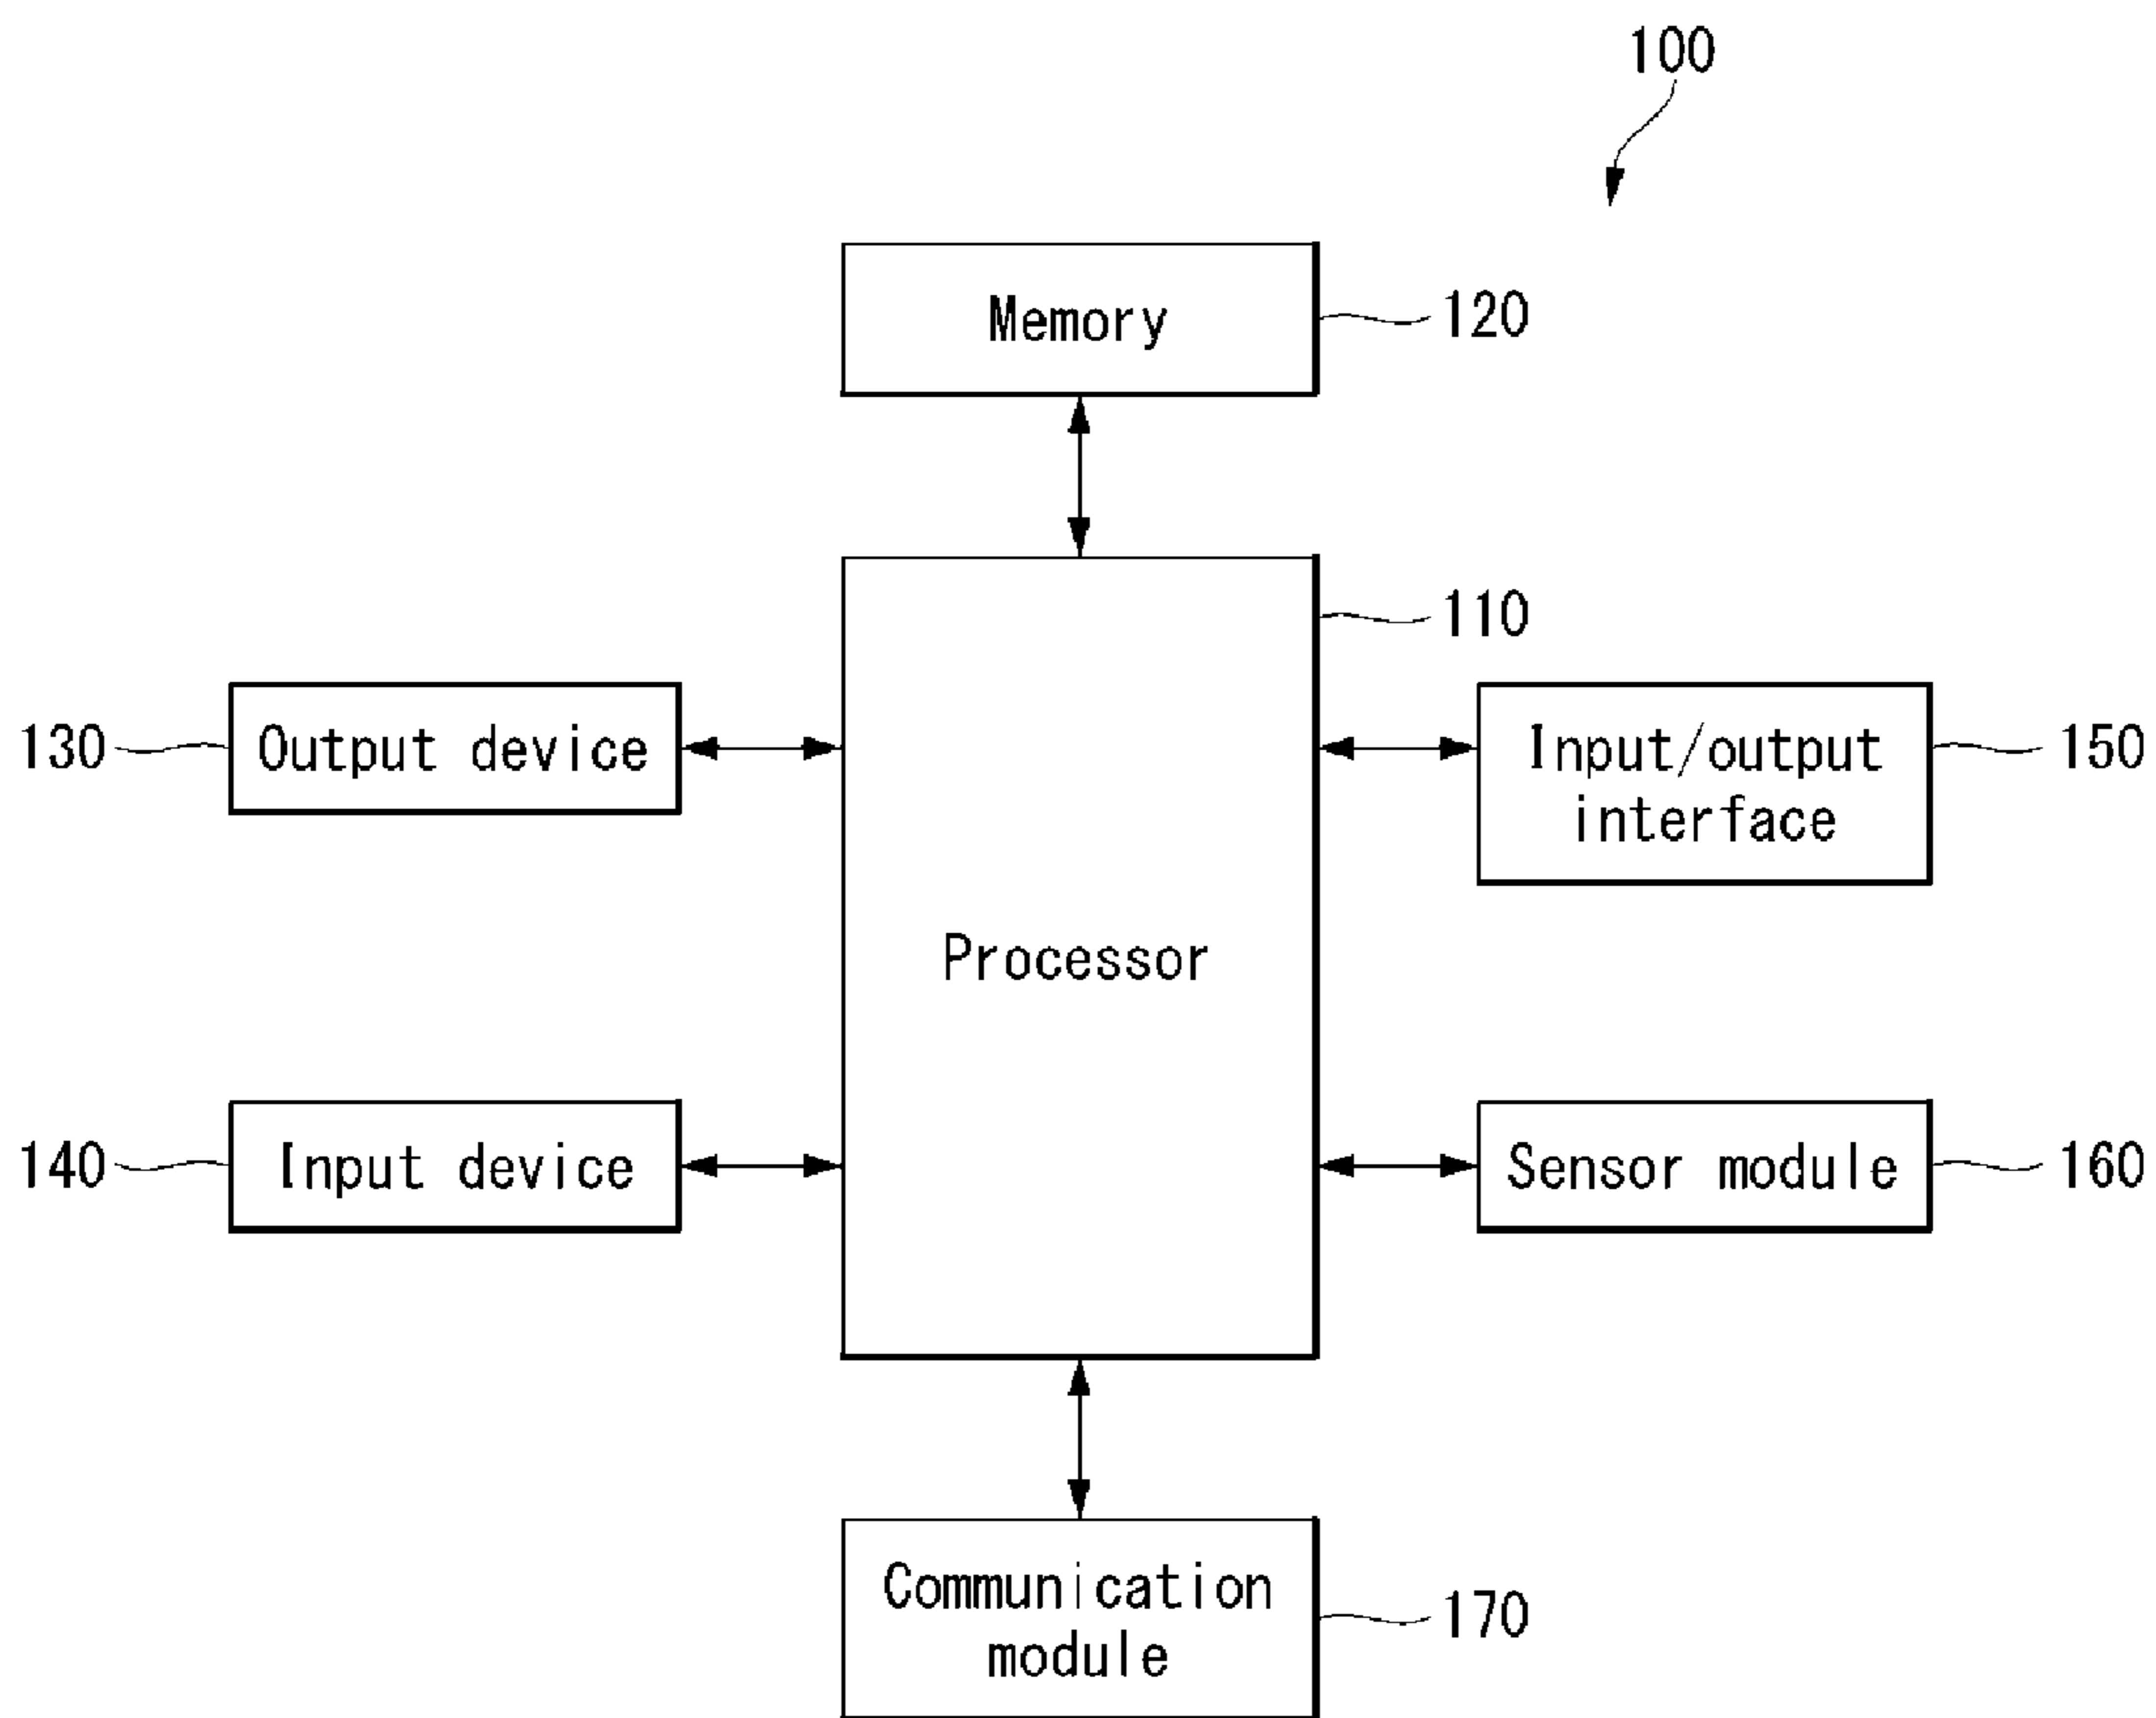 100
Memory
120
110
130
Output device
Input/output
interface
150
Processor
140
Input device
Sensor module
160
Communication
module
170